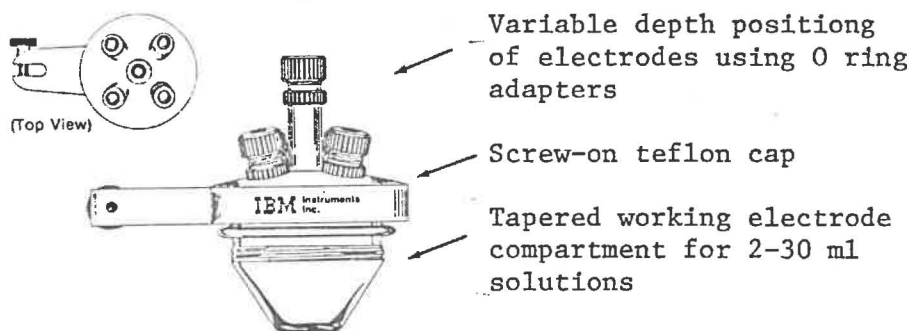 Variable depth positiong
of electrodes using O ring
adapters
(Top View)
Screw-on teflon cap
IBM Instruments
Inc.
Tapered working electrode
compartment for 2-30 ml
solutions